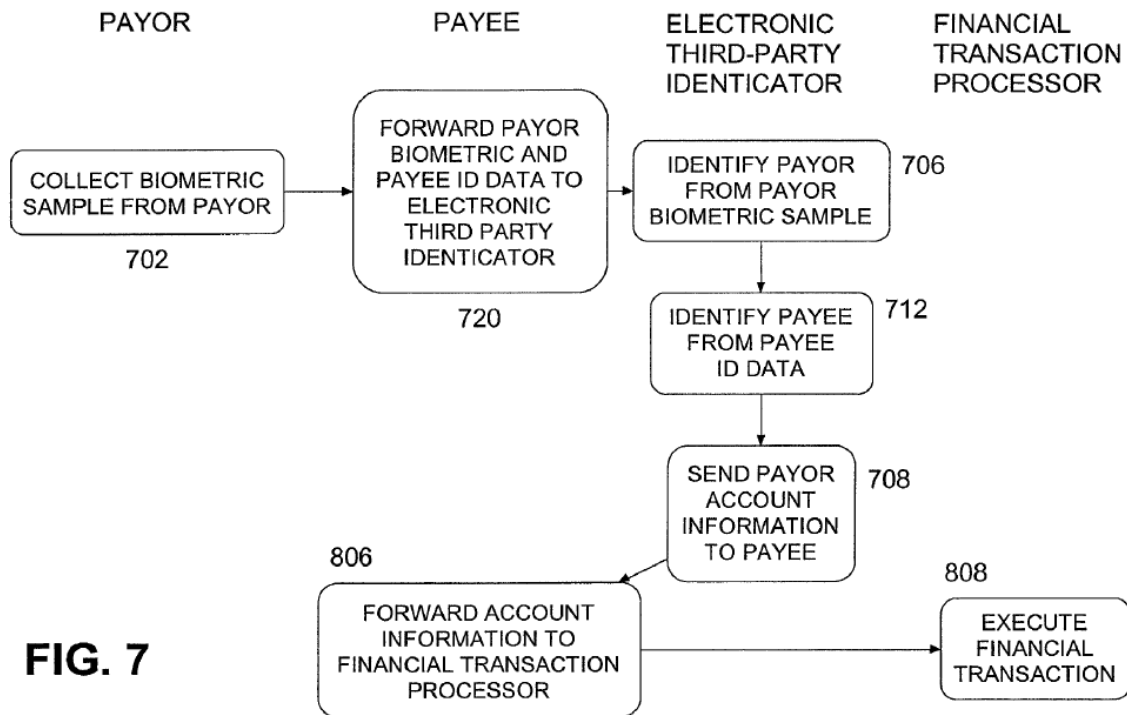 PAYOR
PAYEE
ELECTRONIC
THIRD-PARTY
IDENTICATOR
FINANCIAL
TRANSACTION
PROCESSOR
COLLECT BIOMETRIC
SAMPLE FROM PAYOR
702
FORWARD PAYOR
BIOMETRIC AND
PAYEE ID DATA TO
ELECTRONIC
THIRD PARTY
IDENTICATOR
720
IDENTIFY PAYOR
FROM PAYOR
BIOMETRIC SAMPLE
706
IDENTIFY PAYEE
FROM PAYEE
ID DATA
712
SEND PAYOR
ACCOUNT
INFORMATION
TO PAYEE
708
806
FORWARD ACCOUNT
INFORMATION TO
FINANCIAL TRANSACTION
PROCESSOR
808
EXECUTE
FINANCIAL
TRANSACTION
FIG. 7